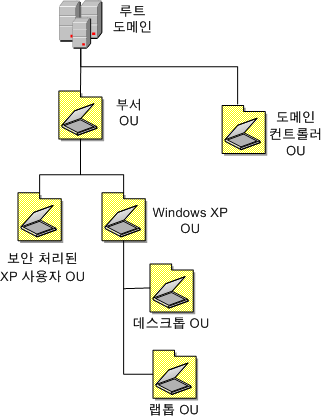 루트
도메인
부서
OU
도메인
컨트롤러
OU
보안 처리된
XP 사용자 OU
Windows XP
OU
데스크톱 OU
랩톱 OU